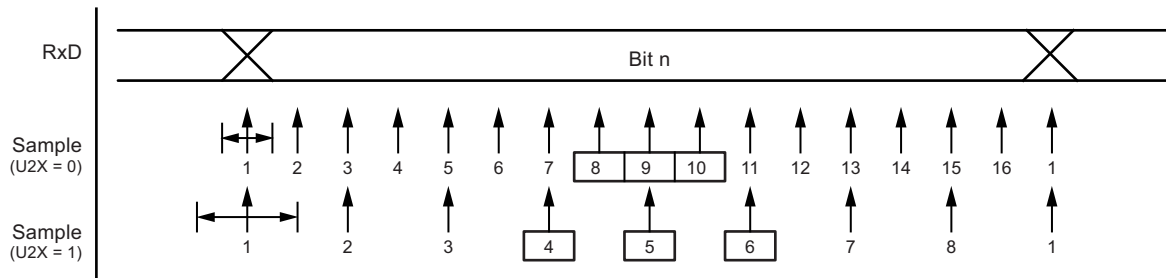 RxD
Bit n
Sample
(U2X = 0)
1 2 3 4 5 6 7 8 9 10 11 12 13 14 15 16 1
Sample
(U2X = 1)
1 2 3 4 5 6 7 8 1